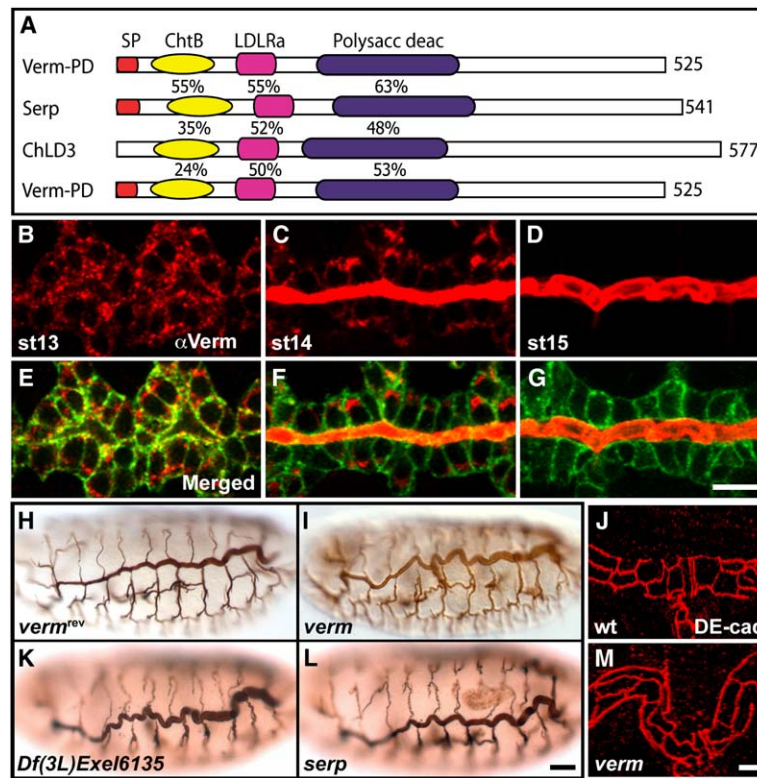 A
SP ChtB LDLRa Polysacc deac
Verm-PD 525
55% 55% 63%
Serp 541
35% 52% 48%
ChLD3 577
24% 50% 53%
Verm-PD 525
B C D
st13 αVerm st14 st15
E F G
Merged
H I J
verm^rev verm wt DE-cad
K L M
Df(3L)Exel6135 serp verm